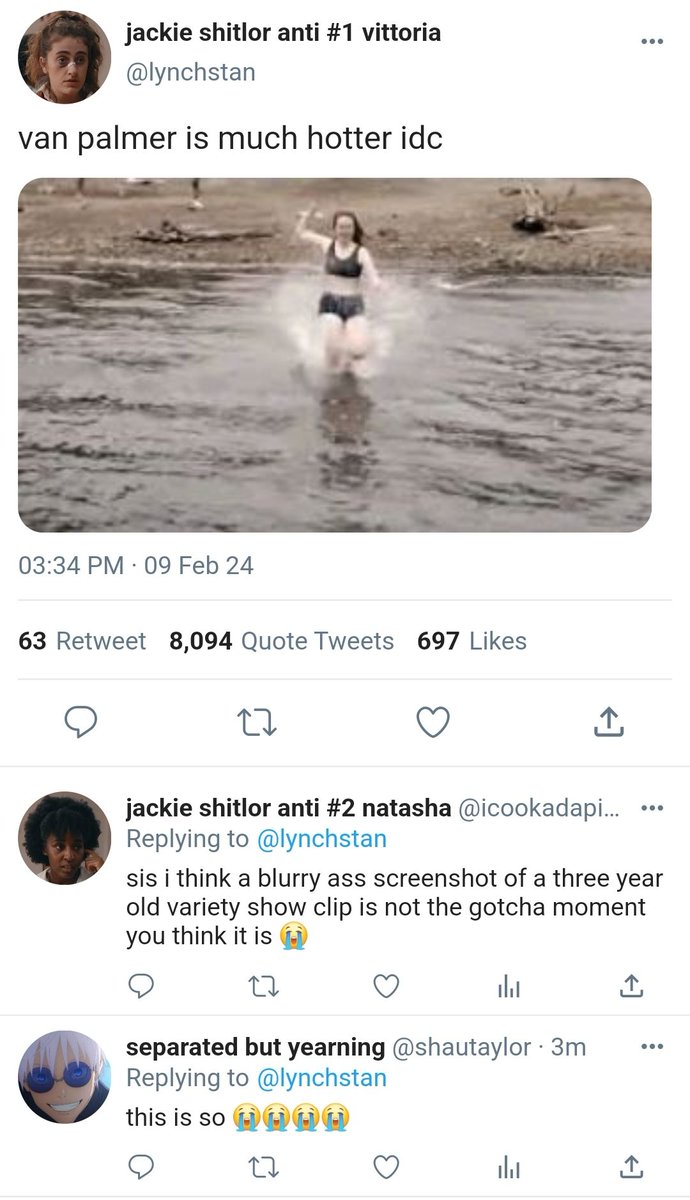 jackie shitlor anti #1 vittoria
@lynchstan
van palmer is much hotter idc
03:34 PM · 09 Feb 24
63 Retweet 8,094 Quote Tweets 697 Likes
jackie shitlor anti #2 natasha @icookadapi...
Replying to @lynchstan
sis i think a blurry ass screenshot of a three year
old variety show clip is not the gotcha moment
you think it is 😭
separated but yearning @shautaylor · 3m
Replying to @lynchstan
this is so 😭😭😭😭